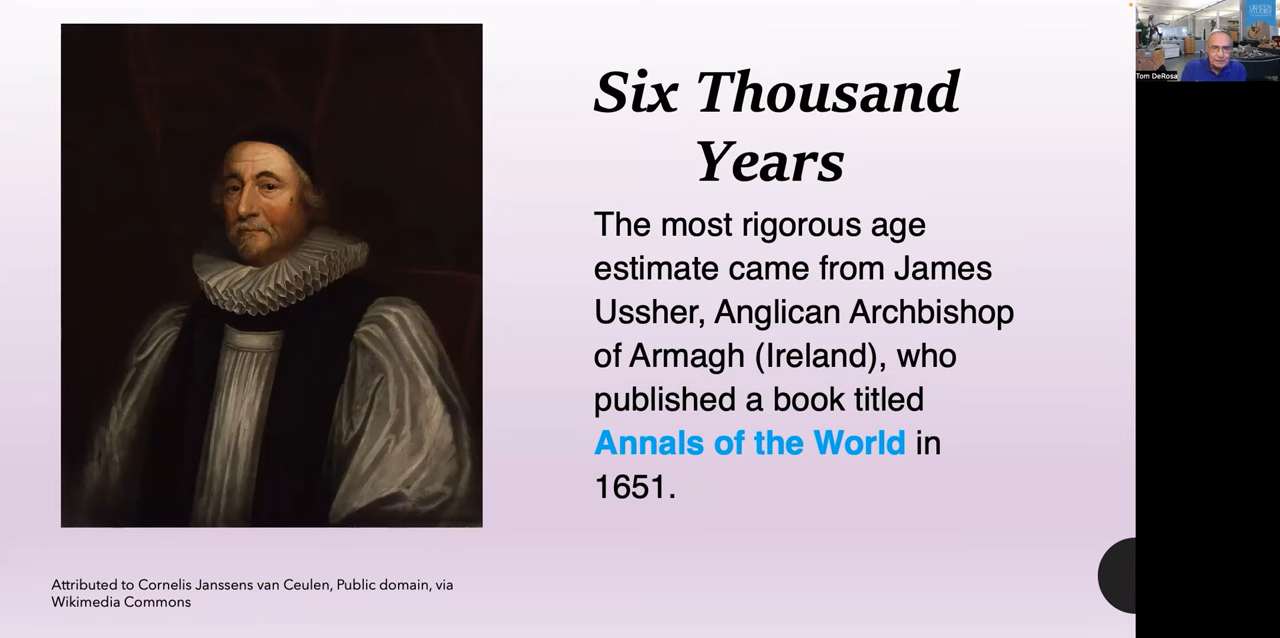 Six Thousand
Years
The most rigorous age
estimate came from James
Ussher, Anglican Archbishop
of Armagh (Ireland), who
published a book titled
Annals of the World in
1651.
Attributed to Cornelis Janssens van Ceulen, Public domain, via
Wikimedia Commons
Tom DeRosa